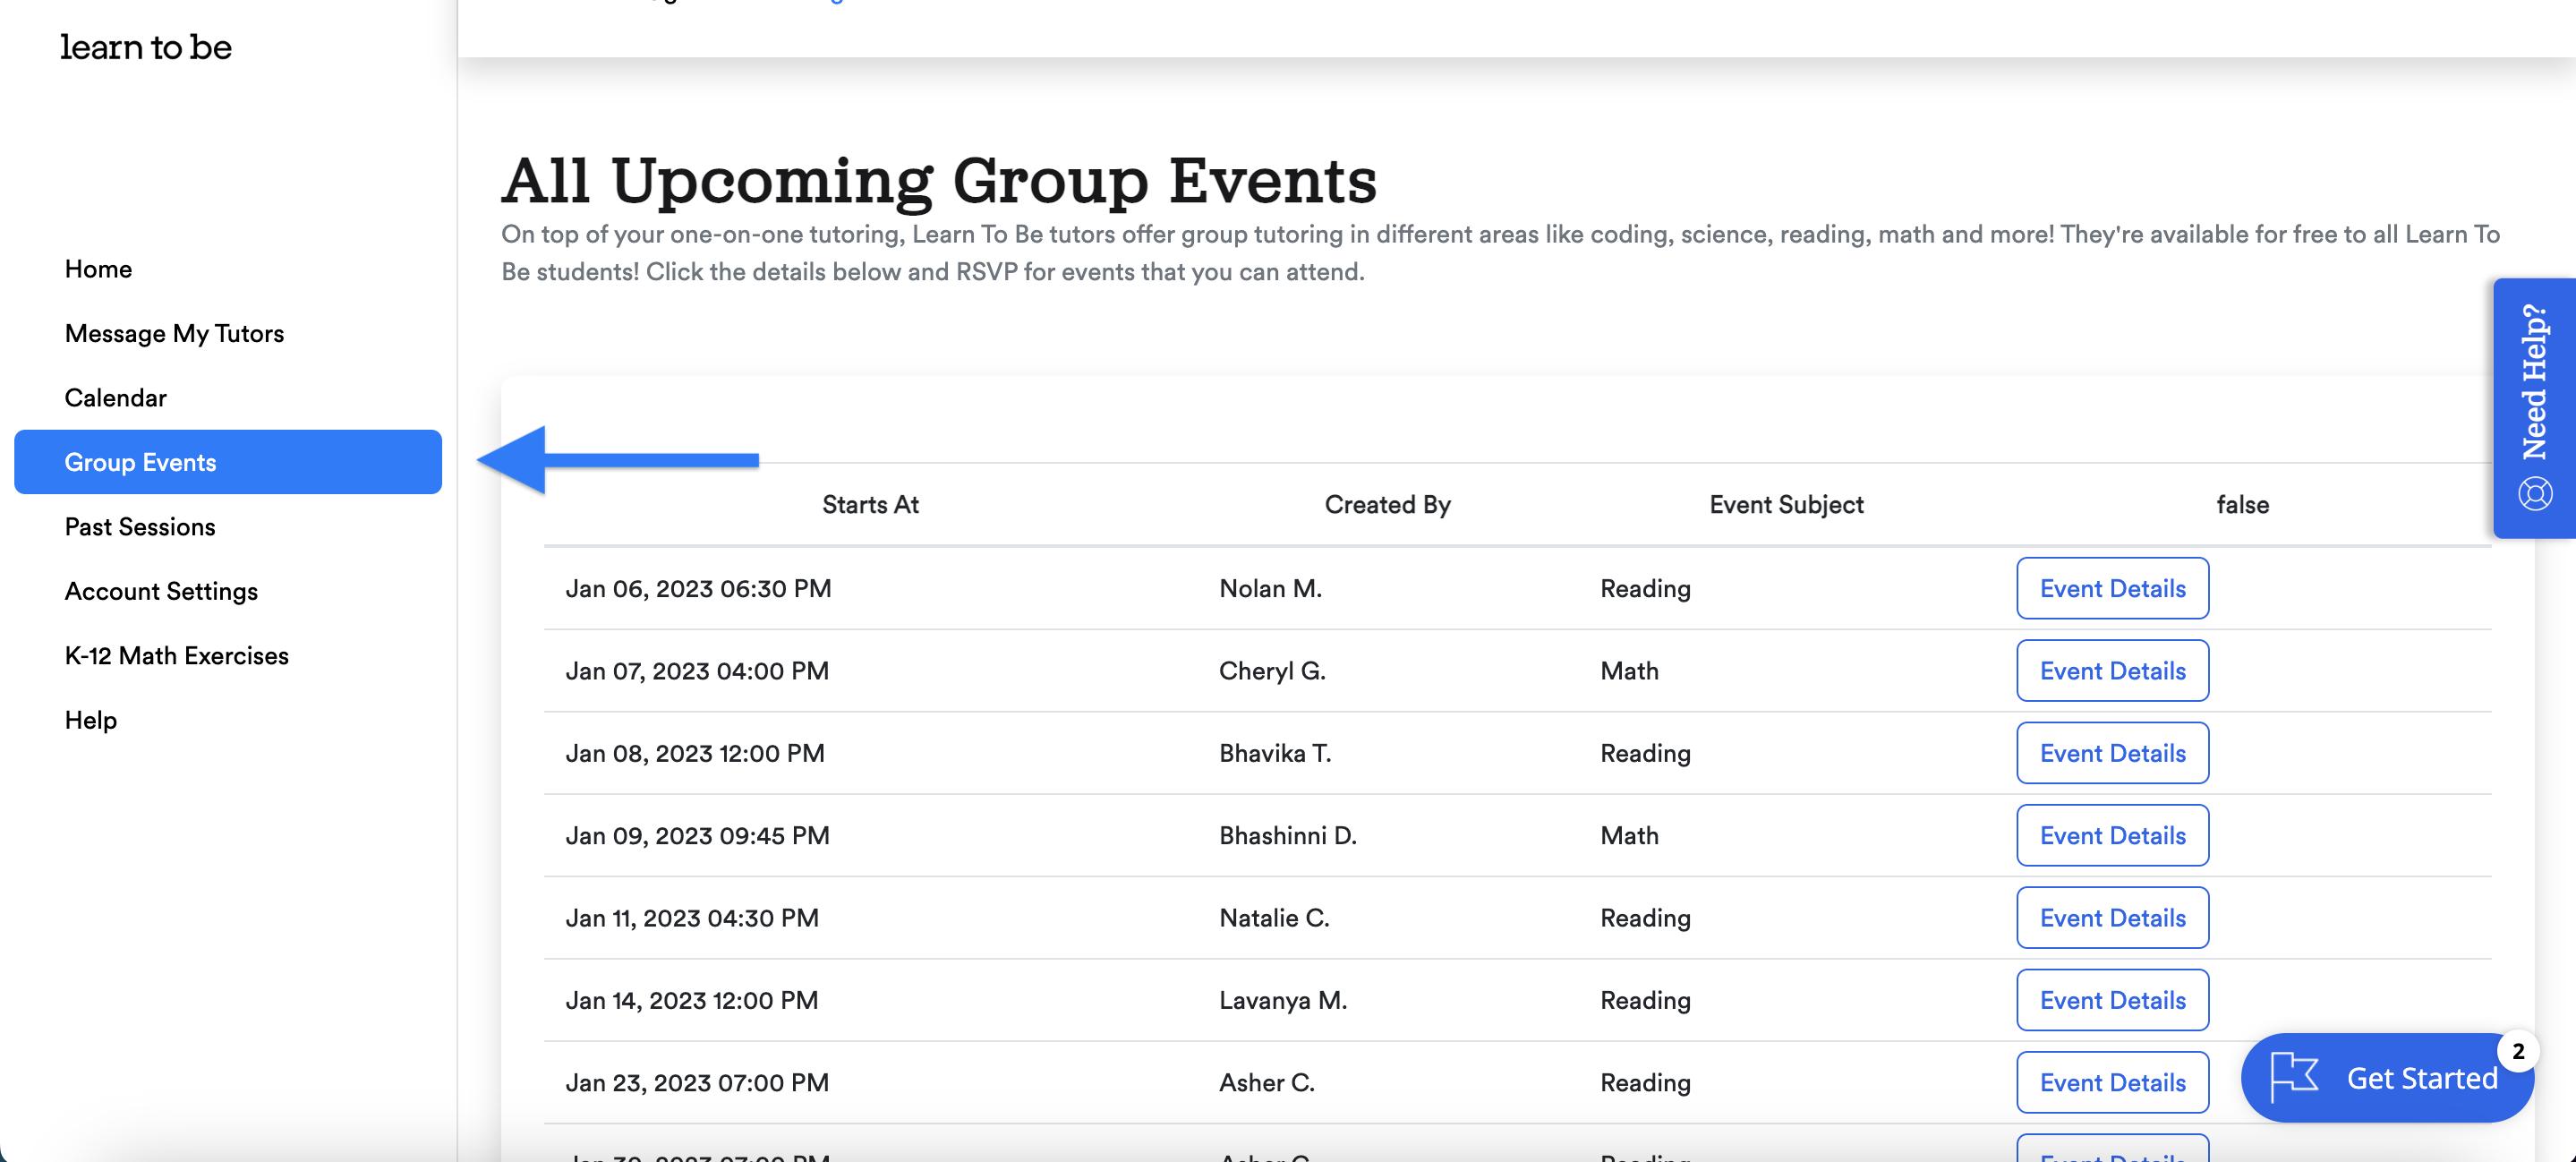 learn to be
Home
Message My Tutors
Calendar
Group Events
Past Sessions
Account Settings
K-12 Math Exercises
Help
All Upcoming Group Events
On top of your one-on-one tutoring, Learn To Be tutors offer group tutoring in different areas like coding, science, reading, math and more! They're available for free to all Learn To
Be students! Click the details below and RSVP for events that you can attend.
Starts At Created By Event Subject false
Jan 06, 2023 06:30 PM Nolan M. Reading Event Details
Jan 07, 2023 04:00 PM Cheryl G. Math Event Details
Jan 08, 2023 12:00 PM Bhavika T. Reading Event Details
Jan 09, 2023 09:45 PM Bhashinni D. Math Event Details
Jan 11, 2023 04:30 PM Natalie C. Reading Event Details
Jan 14, 2023 12:00 PM Lavanya M. Reading Event Details
Jan 23, 2023 07:00 PM Asher C. Reading Event Details
Need Help?
Get Started
2